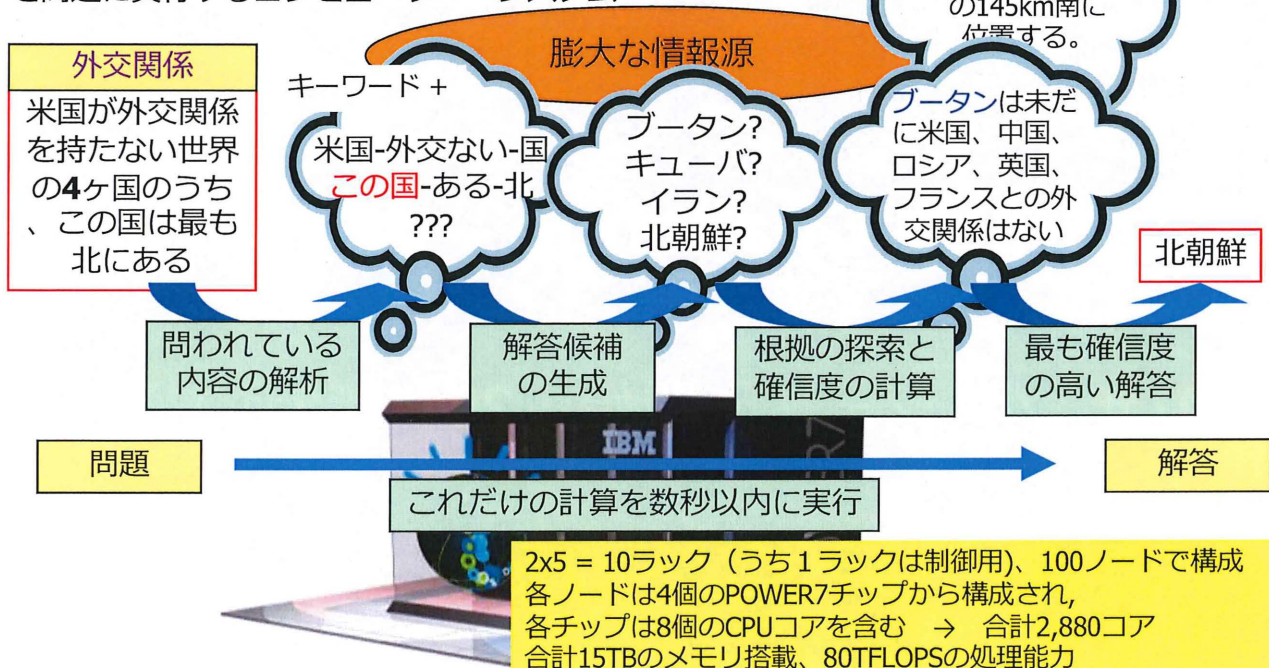 の145km南に
位置する。
膨大な情報源
外交関係
米国が外交関係
を持たない世界
の4ヶ国のうち
、この国は最も
北にある
キーワード +
米国-外交ない-国
この国-ある-北
???
ブータン?
キューバ?
イラン?
北朝鮮?
ブータンは未だ
に米国、中国、
ロシア、英国、
フランスとの外
交関係はない
北朝鮮
問われている
内容の解析
解答候補
の生成
根拠の探索と
確信度の計算
最も確信度
の高い解答
IBM
問題
解答
これだけの計算を数秒以内に実行
2x5 = 10ラック（うち１ラックは制御用)、100ノードで構成
各ノードは4個のPOWER7チップから構成され,
各チップは8個のCPUコアを含む → 合計2,880コア
合計15TBのメモリ搭載、80TFLOPSの処理能力